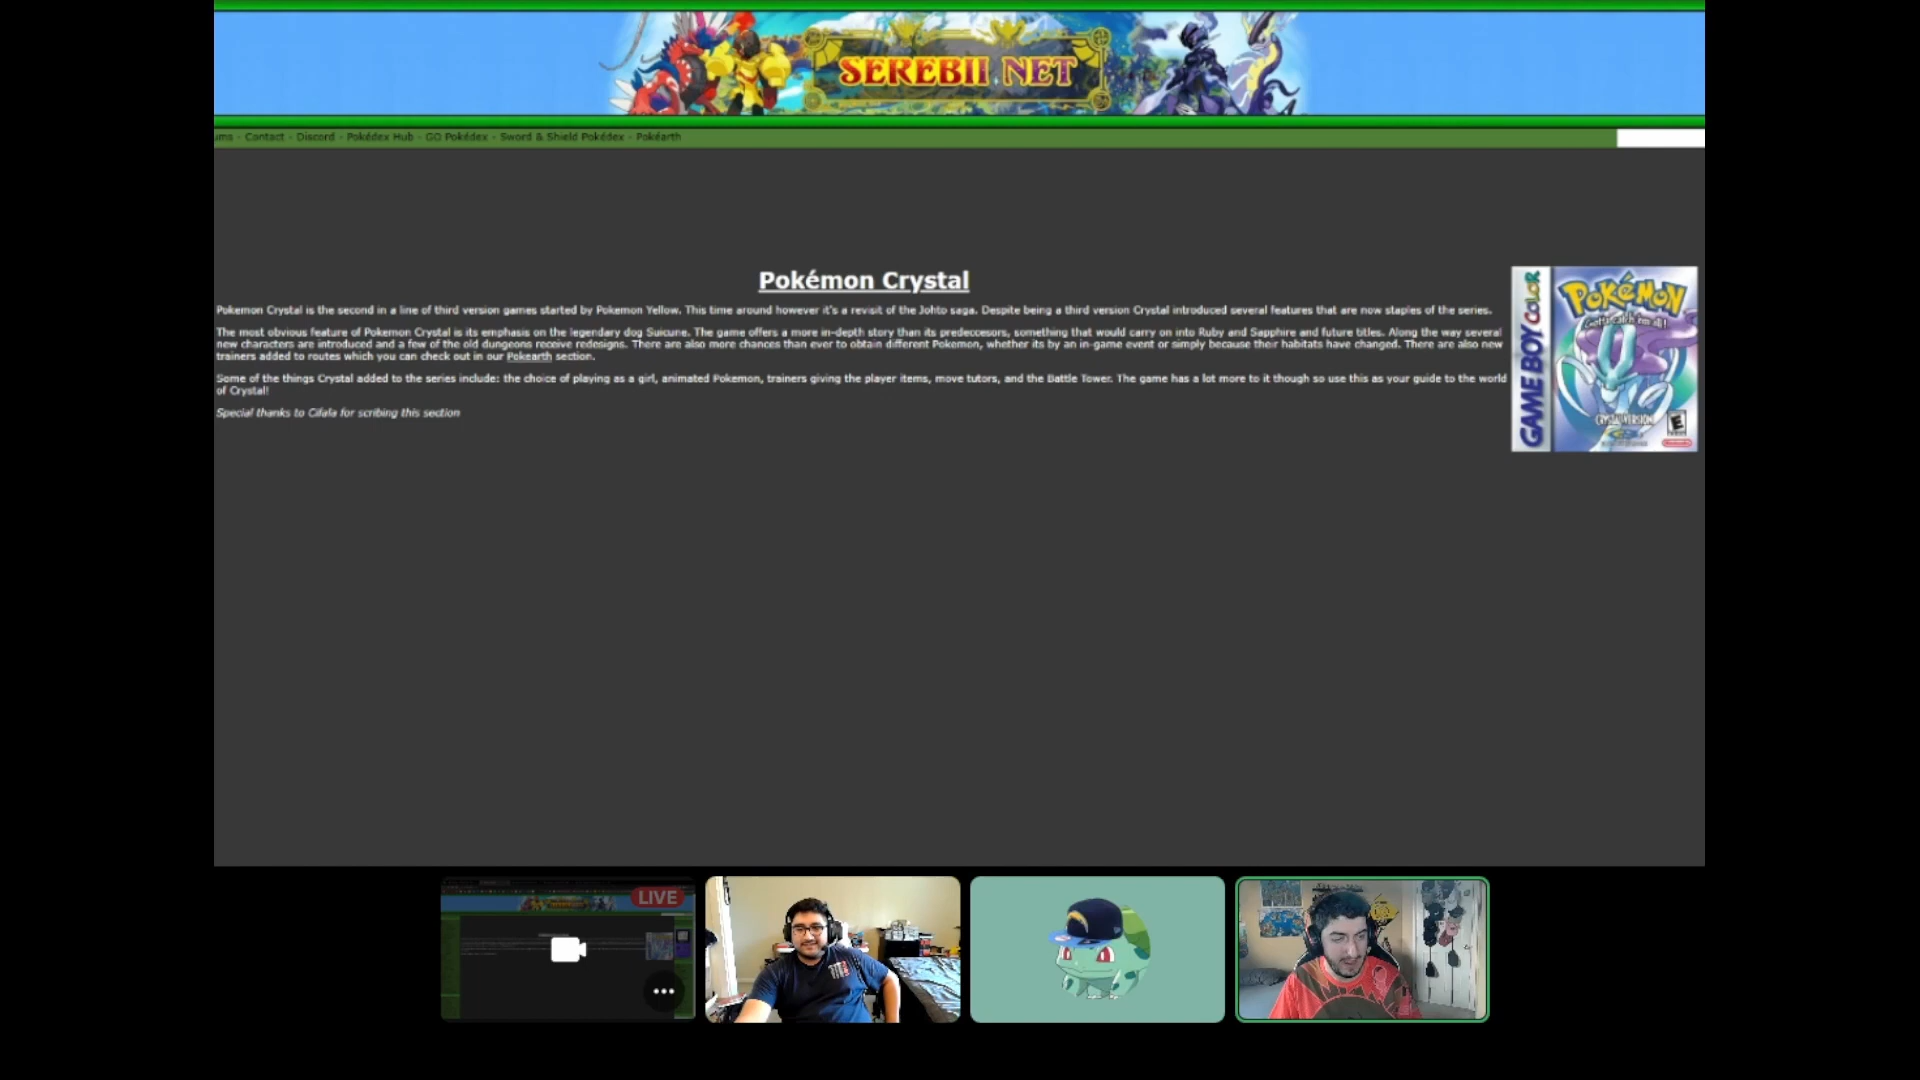 SEREBII.NET
ums - Contact - Discord - Pokédex Hub - GO Pokédex - Sword & Shield Pokédex - Pokéarth
Pokémon Crystal
Pokemon Crystal is the second in a line of third version games started by Pokemon Yellow. This time around however it's a revisit of the Johto saga. Despite being a third version Crystal introduced several features that are now staples of the series.
The most obvious feature of Pokemon Crystal is its emphasis on the legendary dog Suicune. The game offers a more in-depth story than its predeccesors, something that would carry on into Ruby and Sapphire and future titles. Along the way several
new characters are introduced and a few of the old dungeons receive redesigns. There are also more chances than ever to obtain different Pokemon, whether its by an in-game event or simply because their habitats have changed. There are also new
trainers added to routes which you can check out in our Pokearth section.
Some of the things Crystal added to the series include: the choice of playing as a girl, animated Pokemon, trainers giving the player items, move tutors, and the Battle Tower. The game has a lot more to it though so use this as your guide to the world
of Crystal!
Special thanks to Cifala for scribing this section
GAME BOY COLOR
POKéMON
Gotta catch 'em all!
CRYSTAL VERSION
E
LIVE